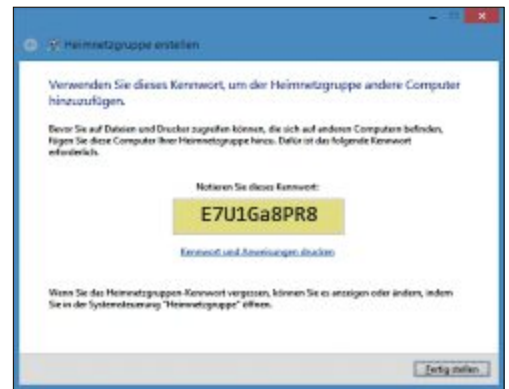 Heimnetzgruppe erstellen
Verwenden Sie dieses Kennwort, um der Heimnetzgruppe andere Computer
hinzuzufügen.
Bevor Sie auf Dateien und Drucker zugreifen können, die sich auf anderen Computern befinden,
fügen Sie diese Computer Ihrer Heimnetzgruppe hinzu. Dafür ist das folgende Kennwort
erforderlich.
Notieren Sie dieses Kennwort:
E7U1Ga8PR8
Kennwort und Anweisungen drucken
Wenn Sie das Heimnetzgruppen-Kennwort vergessen, können Sie es anzeigen oder ändern, indem
Sie in der Systemsteuerung "Heimnetzgruppe" öffnen.
Fertig stellen